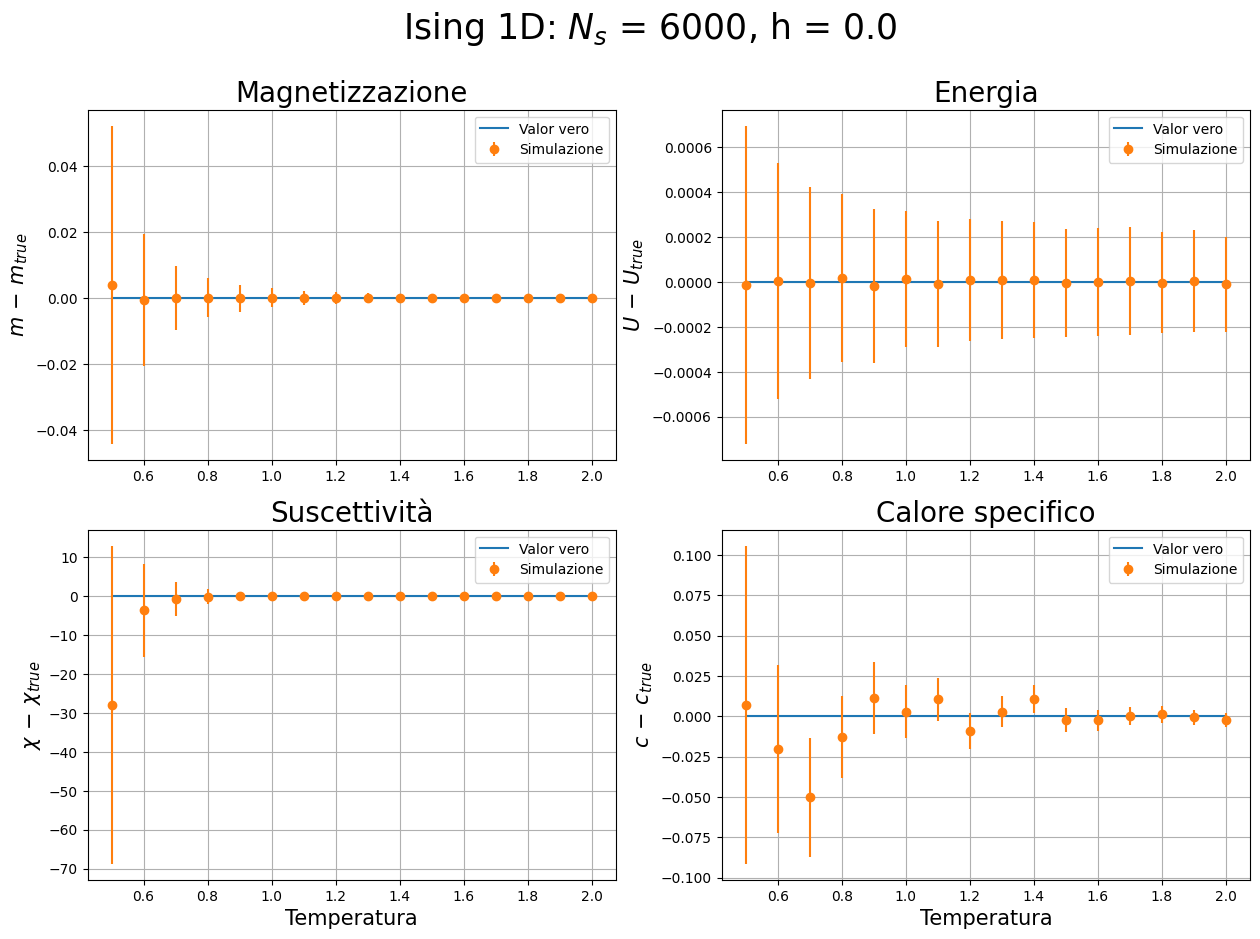 Ising 1D: Nₛ = 6000, h = 0.0
Magnetizzazione
Valor vero
Simulazione
m − m_true
0.04
0.02
0.00
−0.02
−0.04
0.6 0.8 1.0 1.2 1.4 1.6 1.8 2.0
Energia
Valor vero
Simulazione
U − U_true
0.0006
0.0004
0.0002
0.0000
−0.0002
−0.0004
−0.0006
0.6 0.8 1.0 1.2 1.4 1.6 1.8 2.0
Suscettività
Valor vero
Simulazione
χ − χ_true
10
0
−10
−20
−30
−40
−50
−60
−70
0.6 0.8 1.0 1.2 1.4 1.6 1.8 2.0
Temperatura
Calore specifico
Valor vero
Simulazione
c − c_true
0.100
0.075
0.050
0.025
0.000
−0.025
−0.050
−0.075
−0.100
0.6 0.8 1.0 1.2 1.4 1.6 1.8 2.0
Temperatura